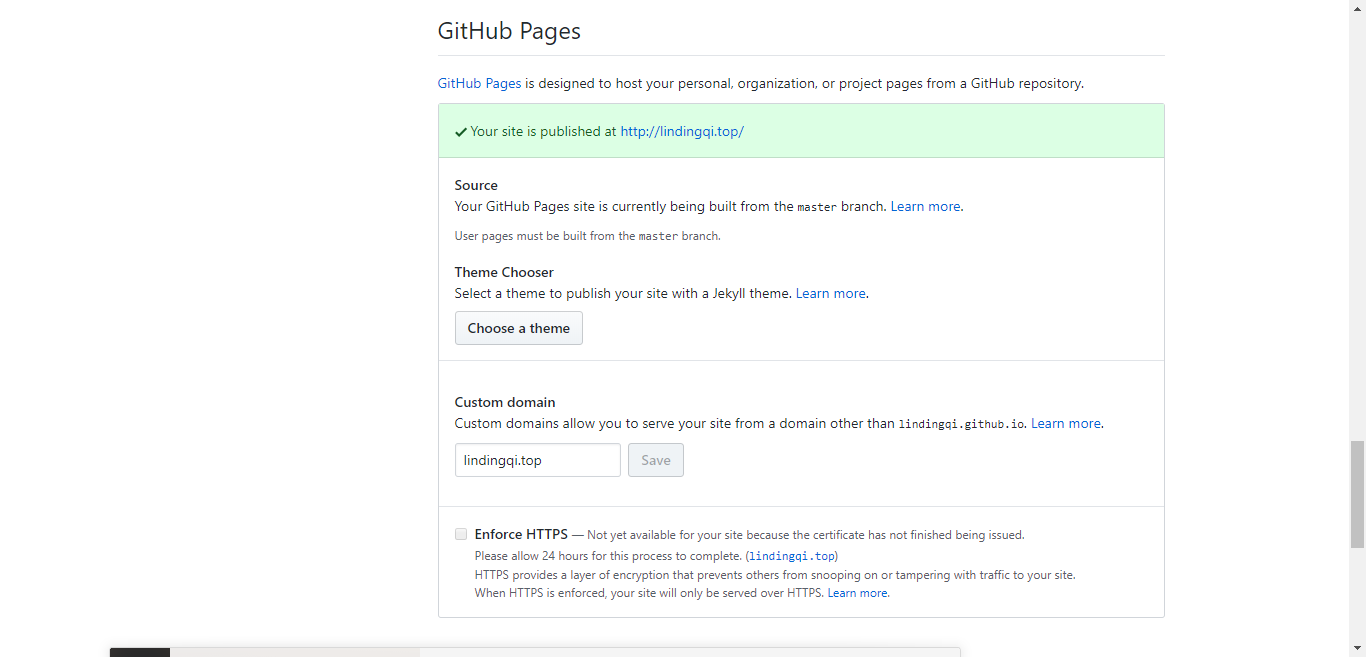 GitHub Pages
GitHub Pages is designed to host your personal, organization, or project pages from a GitHub repository.
Your site is published at http://lindingqi.top/
Source
Your GitHub Pages site is currently being built from the master branch. Learn more.
User pages must be built from the master branch.
Theme Chooser
Select a theme to publish your site with a Jekyll theme. Learn more.
Choose a theme
Custom domain
Custom domains allow you to serve your site from a domain other than lindingqi.github.io. Learn more.
lindingqi.top Save
Enforce HTTPS — Not yet available for your site because the certificate has not finished being issued.
Please allow 24 hours for this process to complete. (lindingqi.top)
HTTPS provides a layer of encryption that prevents others from snooping on or tampering with traffic to your site.
When HTTPS is enforced, your site will only be served over HTTPS. Learn more.